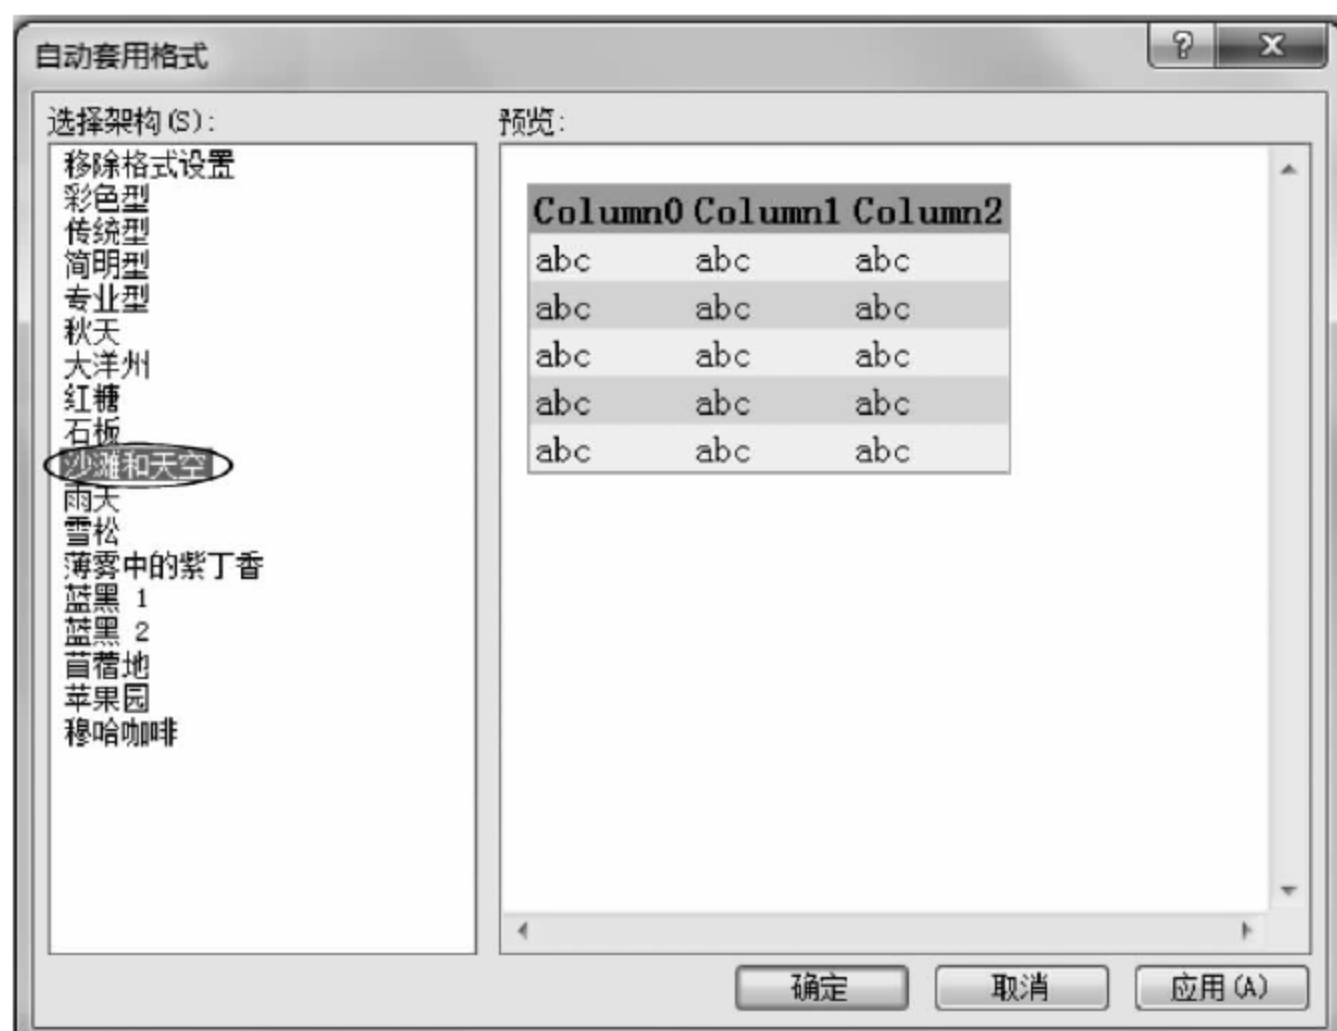 自动套用格式
选择架构(S):
移除格式设置
彩色型
传统型
简明型
专业型
秋天
大洋州
红糖
石板
沙滩和天空
雨天
雪松
薄雾中的紫丁香
蓝黑 1
蓝黑 2
苜蓿地
苹果园
穆哈咖啡
预览:
Column0 Column1 Column2
abc abc abc
abc abc abc
abc abc abc
abc abc abc
abc abc abc
确定 取消 应用(A)